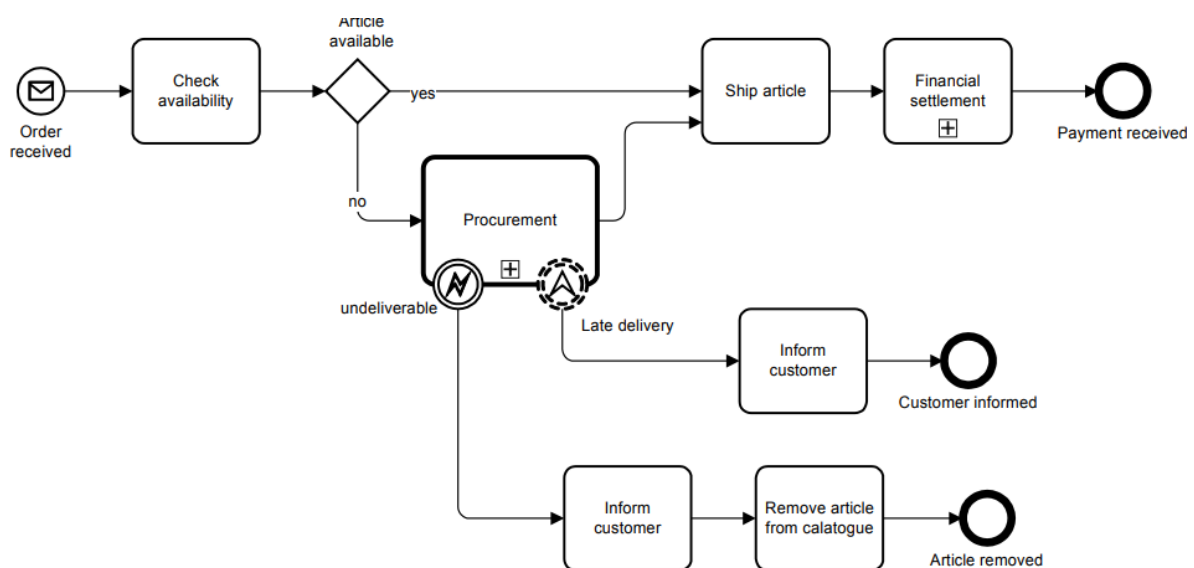 Article
available
Check
availability
yes
Ship article
Financial
settlement
Order
received
Payment received
no
Procurement
undeliverable
Late delivery
Inform
customer
Customer informed
Inform
customer
Remove article
from calatogue
Article removed